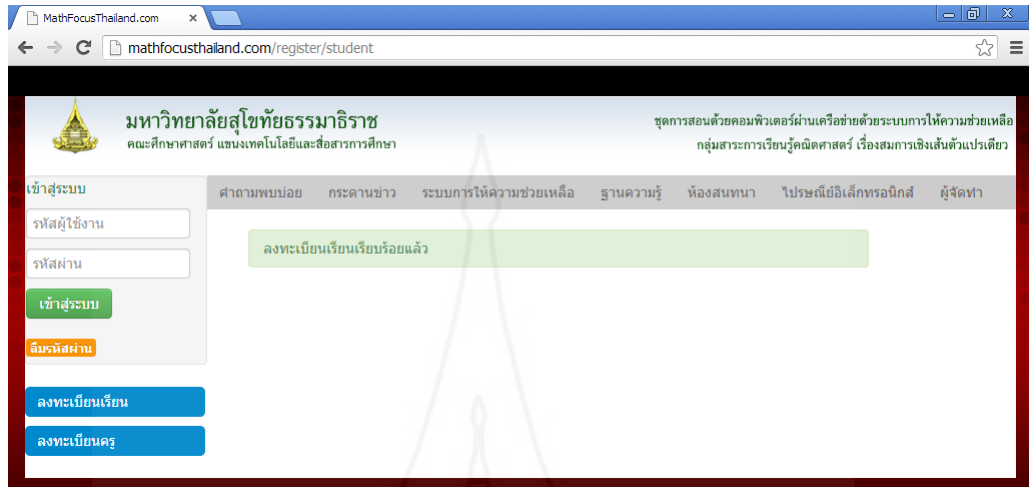 MathFocusThailand.com
mathfocusthailand.com/register/student
มหาวิทยาลัยสุโขทัยธรรมาธิราช
คณะศึกษาศาสตร์ แขนงเทคโนโลยีและสื่อสารการศึกษา
ชุดการสอนด้วยคอมพิวเตอร์ผ่านเครือข่ายด้วยระบบการให้ความช่วยเหลือ
กลุ่มสาระการเรียนรู้คณิตศาสตร์ เรื่องสมการเชิงเส้นตัวแปรเดียว
เข้าสู่ระบบ
คำถามพบบ่อย กระดานข่าว ระบบการให้ความช่วยเหลือ ฐานความรู้ ห้องสนทนา ไปรษณีย์อิเล็กทรอนิกส์ ผู้จัดทำ
รหัสผู้ใช้งาน
ลงทะเบียนเรียนเรียบร้อยแล้ว
รหัสผ่าน
เข้าสู่ระบบ
ลืมรหัสผ่าน
ลงทะเบียนเรียน
ลงทะเบียนครู